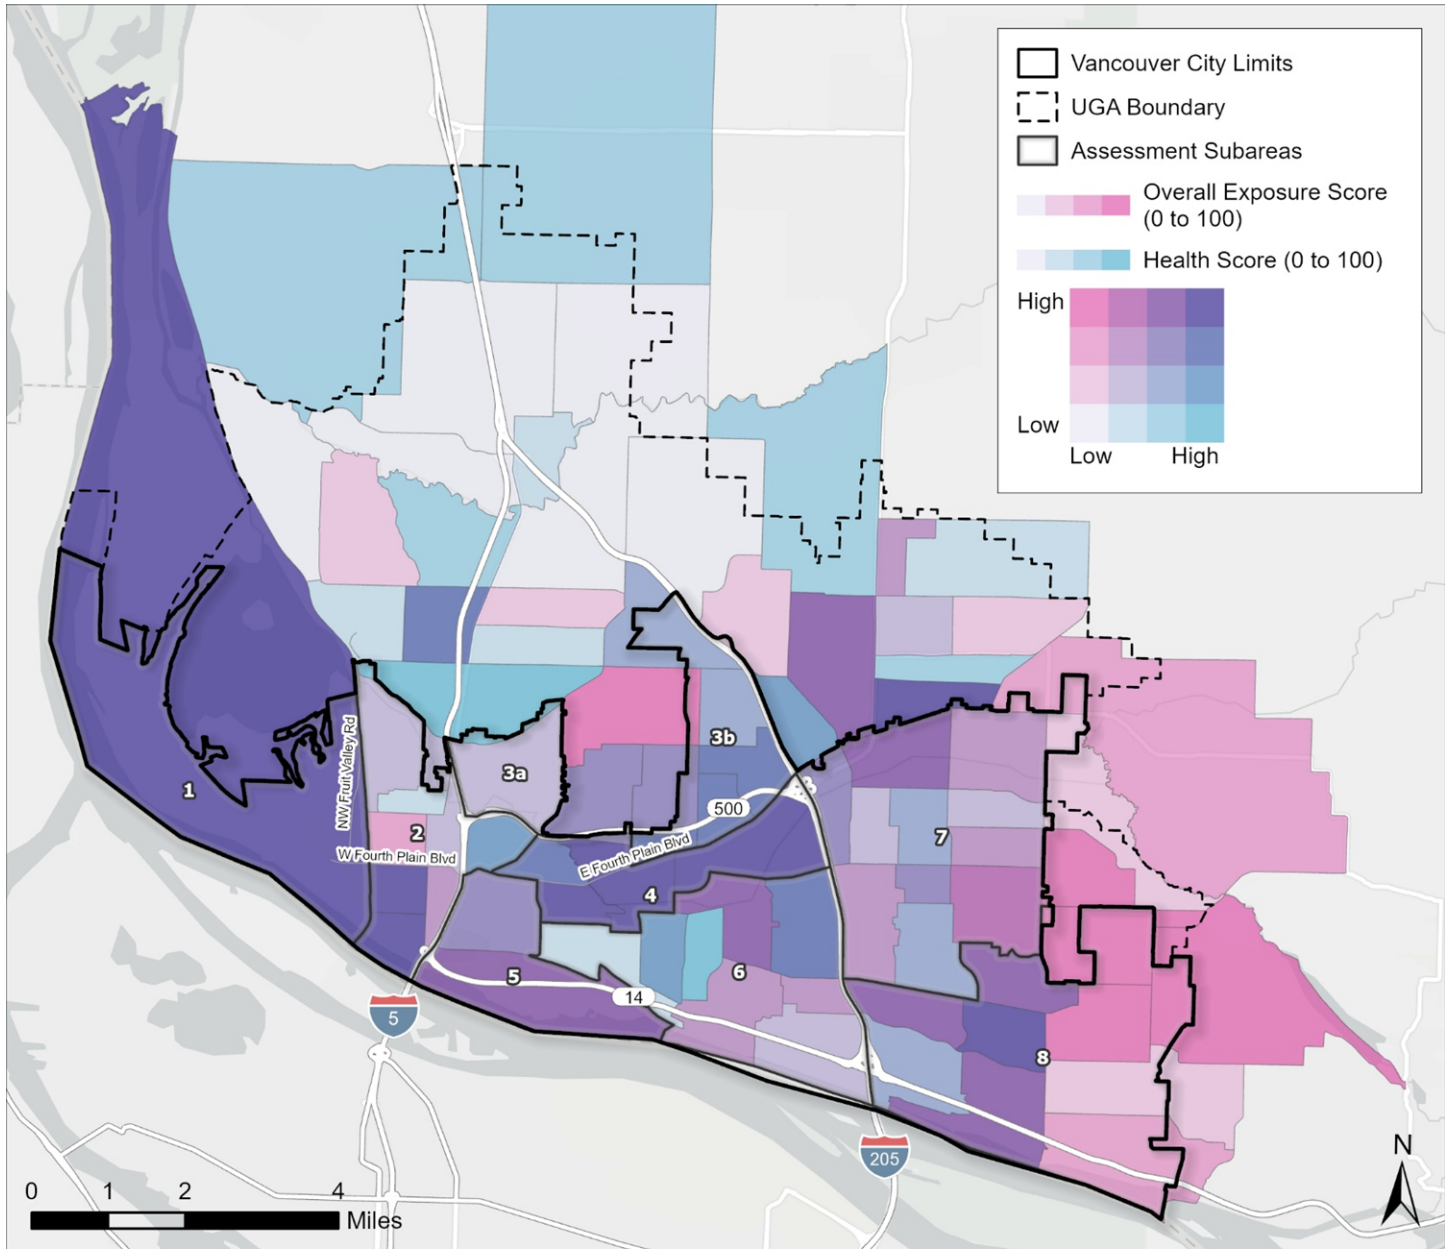 Vancouver City Limits
UGA Boundary
Assessment Subareas
Overall Exposure Score
(0 to 100)
Health Score (0 to 100)
High
Low
Low High
3b
3a
1
NW Fruit Valley Rd
500
2
7
W Fourth Plain Blvd
E Fourth Plain Blvd
4
5
6
14
5
8
205
N
0 1 2 4
Miles